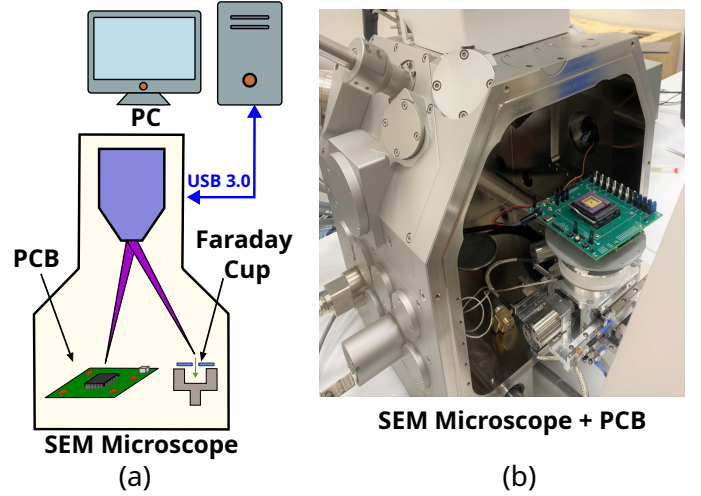 PC
USB 3.0
Faraday
Cup
PCB
SEM Microscope
(a)
SEM Microscope + PCB
(b)